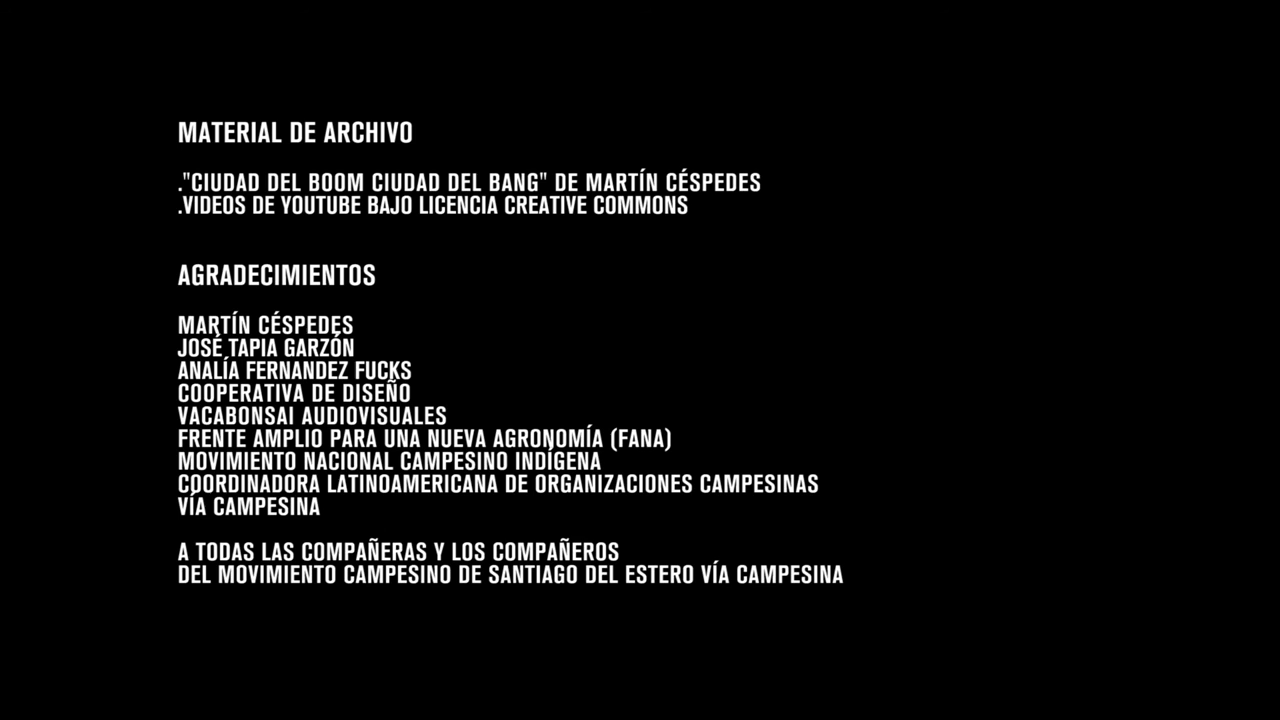 MATERIAL DE ARCHIVO
."CIUDAD DEL BOOM CIUDAD DEL BANG" DE MARTÍN CÉSPEDES
.VIDEOS DE YOUTUBE BAJO LICENCIA CREATIVE COMMONS
AGRADECIMIENTOS
MARTÍN CÉSPEDES
JOSÉ TAPIA GARZÓN
ANALÍA FERNANDEZ FUCKS
COOPERATIVA DE DISEÑO
VACABONSAI AUDIOVISUALES
FRENTE AMPLIO PARA UNA NUEVA AGRONOMÍA (FANA)
MOVIMIENTO NACIONAL CAMPESINO INDÍGENA
COORDINADORA LATINOAMERICANA DE ORGANIZACIONES CAMPESINAS
VÍA CAMPESINA
A TODAS LAS COMPAÑERAS Y LOS COMPAÑEROS
DEL MOVIMIENTO CAMPESINO DE SANTIAGO DEL ESTERO VÍA CAMPESINA